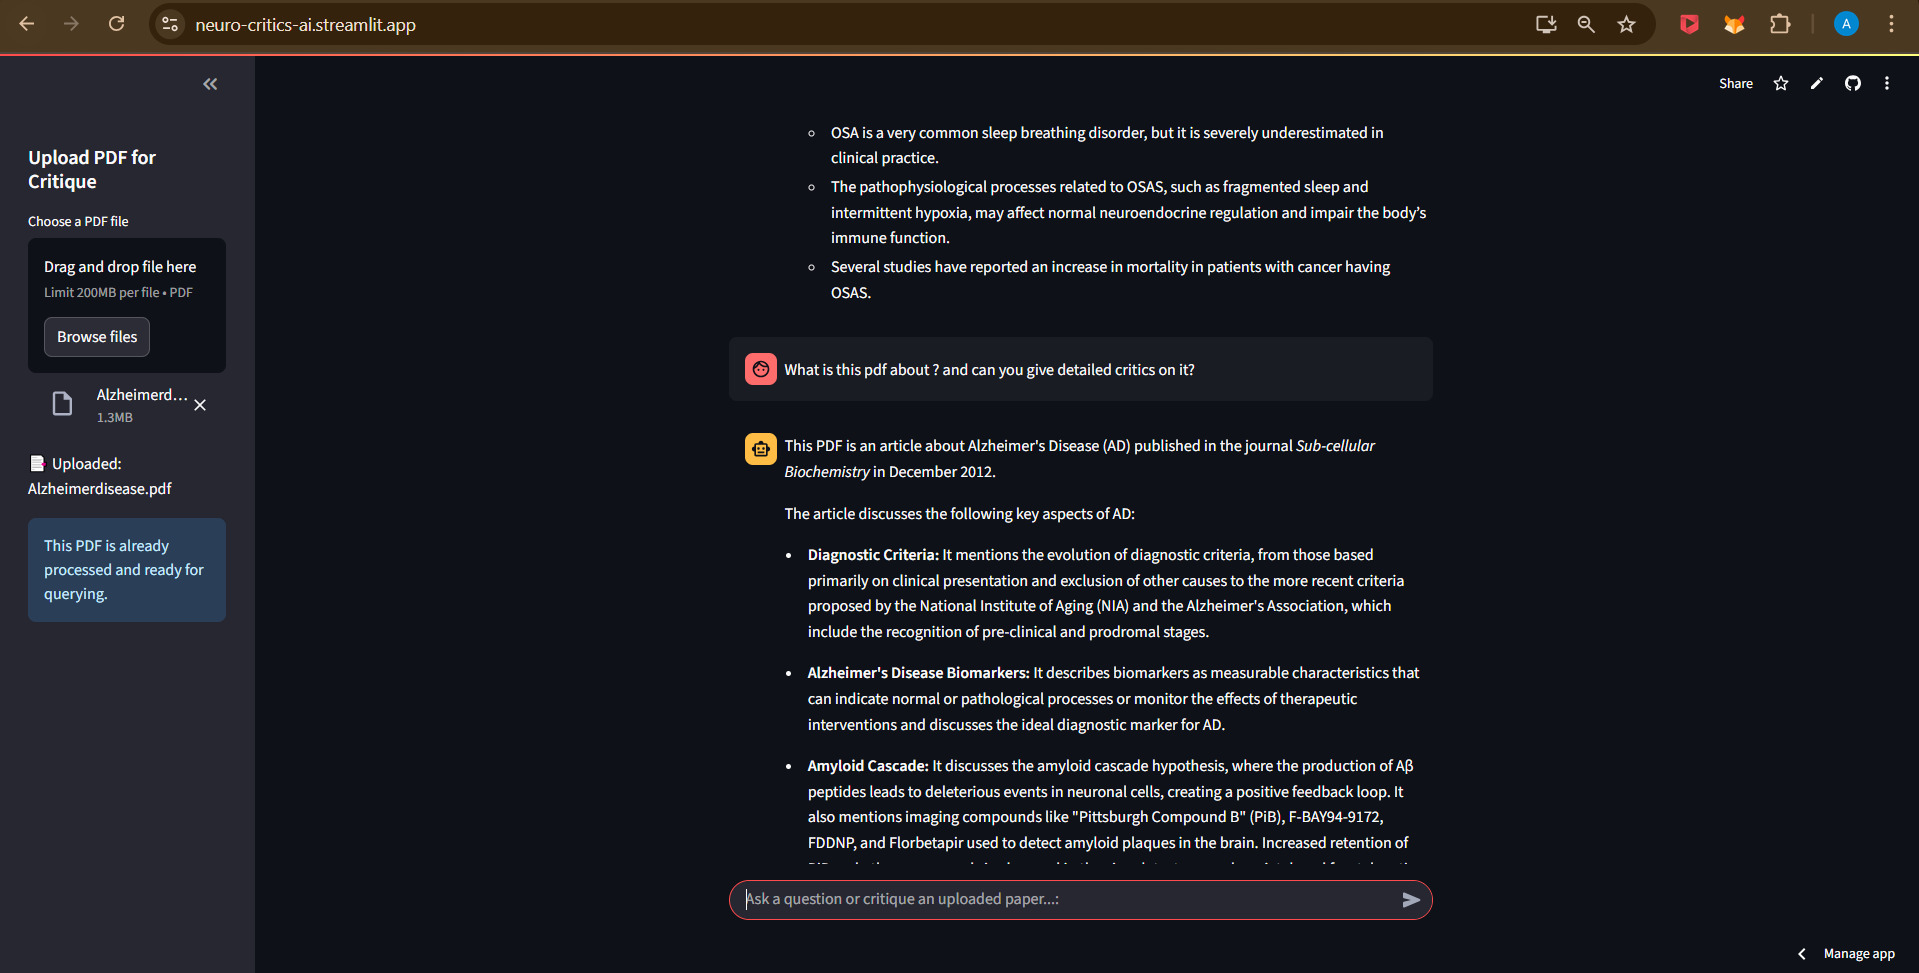 neuro-critics-ai.streamlit.app
A
Share
Upload PDF for
Critique
Choose a PDF file
Drag and drop file here
Limit 200MB per file • PDF
Browse files
Alzheimerd...
1.3MB
Uploaded:
Alzheimerdisease.pdf
This PDF is already
processed and ready for
querying.
OSA is a very common sleep breathing disorder, but it is severely underestimated in
clinical practice.
The pathophysiological processes related to OSAS, such as fragmented sleep and
intermittent hypoxia, may affect normal neuroendocrine regulation and impair the body’s
immune function.
Several studies have reported an increase in mortality in patients with cancer having
OSAS.
What is this pdf about ? and can you give detailed critics on it?
This PDF is an article about Alzheimer's Disease (AD) published in the journal Sub-cellular
Biochemistry in December 2012.
The article discusses the following key aspects of AD:
Diagnostic Criteria: It mentions the evolution of diagnostic criteria, from those based
primarily on clinical presentation and exclusion of other causes to the more recent criteria
proposed by the National Institute of Aging (NIA) and the Alzheimer's Association, which
include the recognition of pre-clinical and prodromal stages.
Alzheimer's Disease Biomarkers: It describes biomarkers as measurable characteristics that
can indicate normal or pathological processes or monitor the effects of therapeutic
interventions and discusses the ideal diagnostic marker for AD.
Amyloid Cascade: It discusses the amyloid cascade hypothesis, where the production of Aβ
peptides leads to deleterious events in neuronal cells, creating a positive feedback loop. It
also mentions imaging compounds like "Pittsburgh Compound B" (PiB), F-BAY94-9172,
FDDNP, and Florbetapir used to detect amyloid plaques in the brain. Increased retention of
Ask a question or critique an uploaded paper...:
Manage app